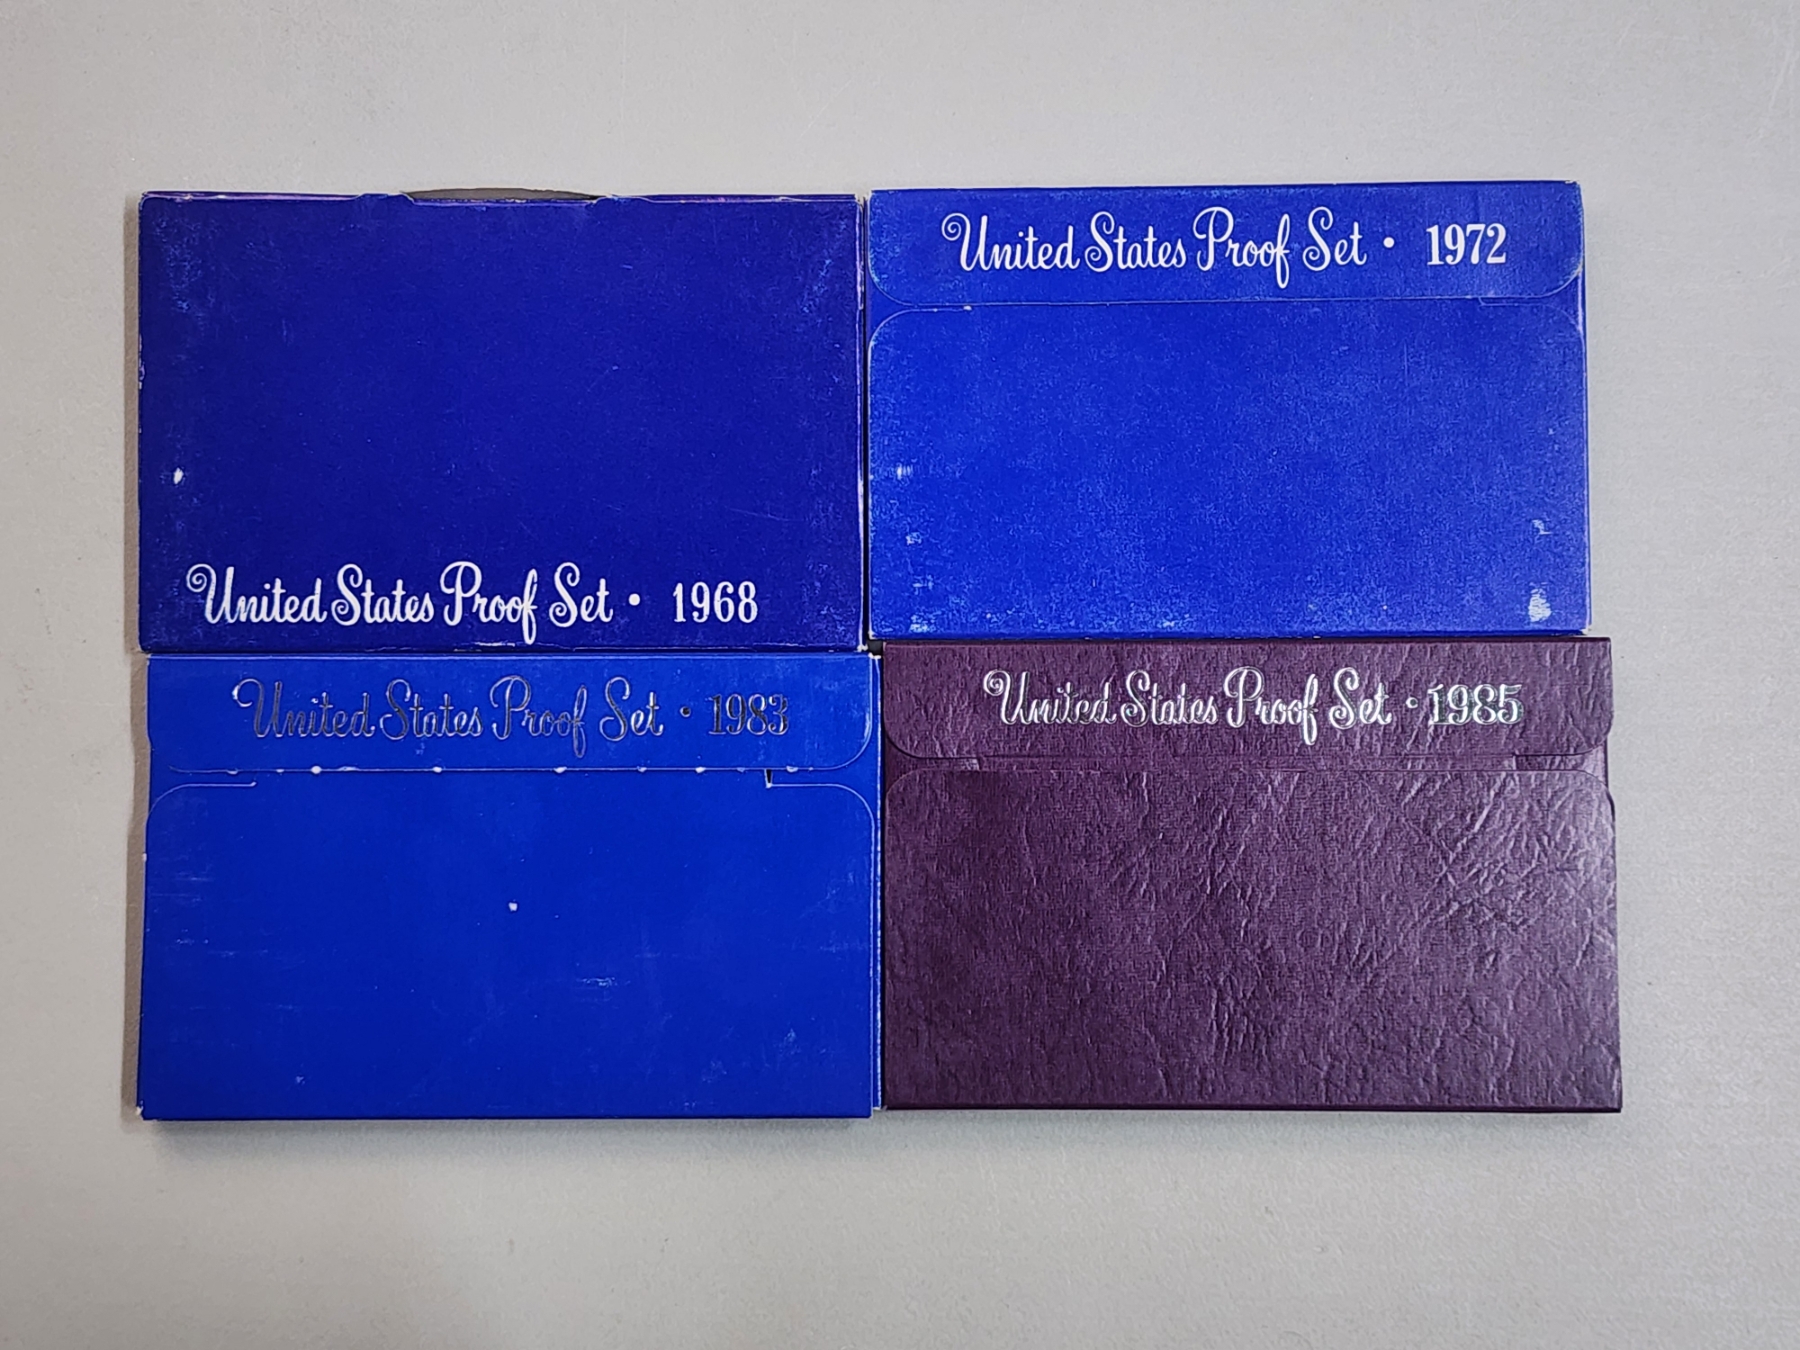 United States Proof Set • 1968
United States Proof Set • 1972
United States Proof Set • 1983
United States Proof Set • 1985